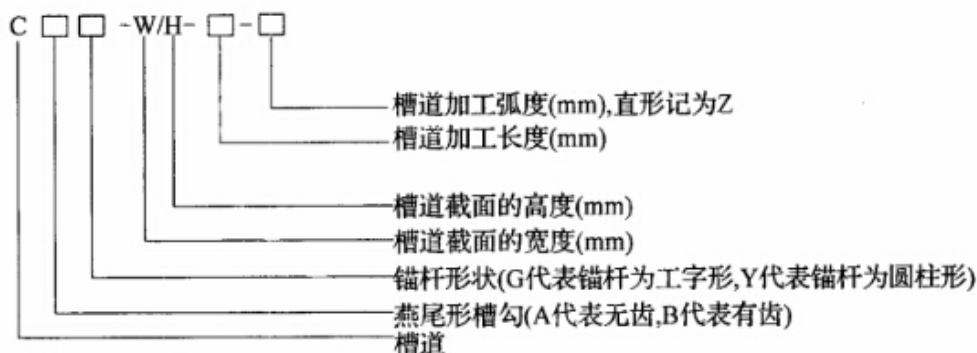 C □ □ -W/H- □ - □
槽道加工弧度(mm),直形记为Z
槽道加工长度(mm)
槽道截面的高度(mm)
槽道截面的宽度(mm)
锚杆形状(G代表锚杆为工字形,Y代表锚杆为圆柱形)
燕尾形槽勾(A代表无齿,B代表有齿)
槽道